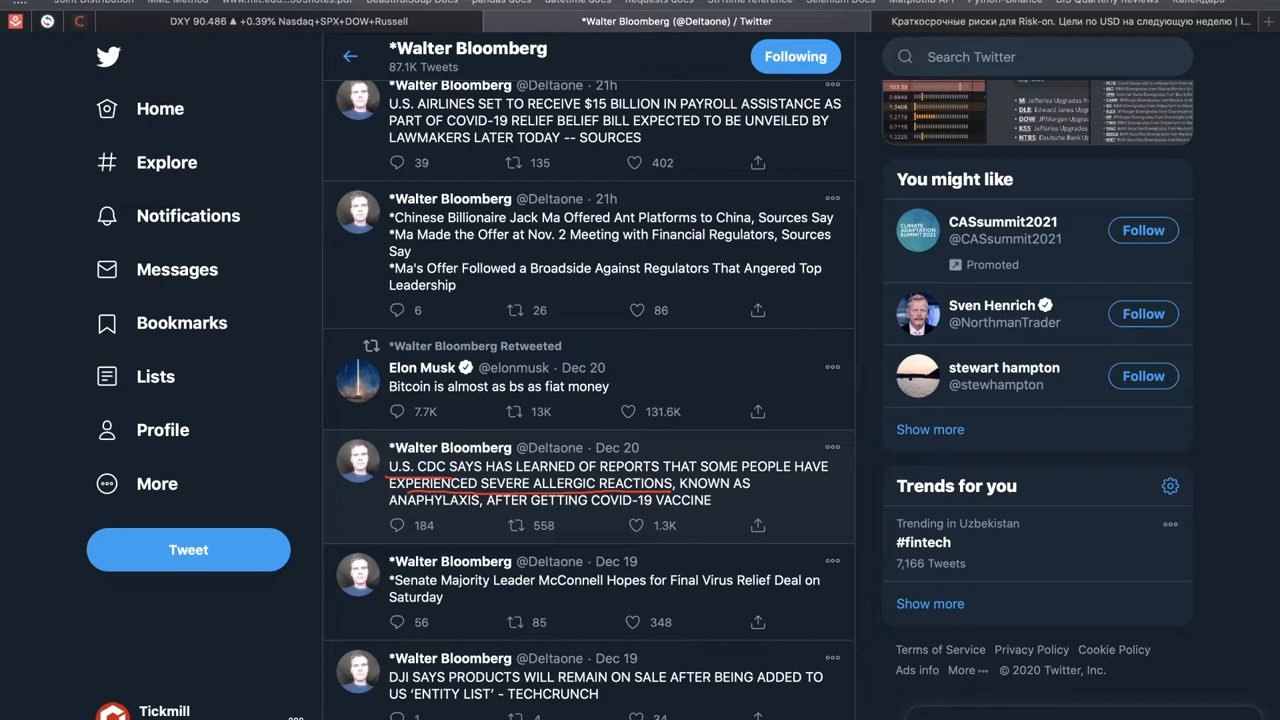 DXY 90.486 ▲ +0.39% Nasdaq+SPX+DOW+Russell
*Walter Bloomberg (@Deltaone) / Twitter
Краткосрочные риски для Risk-on. Цели по USD на следующую неделю | I...
Home
Explore
Notifications
Messages
Bookmarks
Lists
Profile
More
Tweet
Tickmill
*Walter Bloomberg
87.1K Tweets
Following
*Walter Bloomberg @Deltaone · 21h
U.S. AIRLINES SET TO RECEIVE $15 BILLION IN PAYROLL ASSISTANCE AS
PART COVID-19 RELIEF BELIEF BILL EXPECTED TO BE UNVEILED BY
LAWMAKERS LATER TODAY -- SOURCES
39 135 402
*Walter Bloomberg @Deltaone · 21h
*Chinese Billionaire Jack Ma Offered Ant Platforms to China, Sources Say
*Ma Made the Offer at Nov. 2 Meeting with Financial Regulators, Sources
Say
*Ma's Offer Followed a Broadside Against Regulators That Angered Top
Leadership
6 26 86
*Walter Bloomberg Retweeted
Elon Musk @elonmusk · Dec 20
Bitcoin is almost as bs as fiat money
7.7K 13K 131.6K
*Walter Bloomberg @Deltaone · Dec 20
U.S. CDC SAYS HAS LEARNED OF REPORTS THAT SOME PEOPLE HAVE
EXPERIENCED SEVERE ALLERGIC REACTIONS, KNOWN AS
ANAPHYLAXIS, AFTER GETTING COVID-19 VACCINE
184 558 1.3K
*Walter Bloomberg @Deltaone · Dec 19
*Senate Majority Leader McConnell Hopes for Final Virus Relief Deal on
Saturday
56 85 348
*Walter Bloomberg @Deltaone · Dec 19
DJI SAYS PRODUCTS WILL REMAIN ON SALE AFTER BEING ADDED TO
US 'ENTITY LIST' - TECHCRUNCH
Search Twitter
M: Jefferies Upgrades
You might like
CASsummit2021
@CASsummit2021
Promoted
Follow
Sven Henrich
@NorthmanTrader
Follow
stewart hampton
@stewhampton
Follow
Show more
Trends for you
Trending in Uzbekistan
#fintech
7,166 Tweets
Show more
Terms of Service Privacy Policy Cookie Policy
Ads info More © 2020 Twitter, Inc.